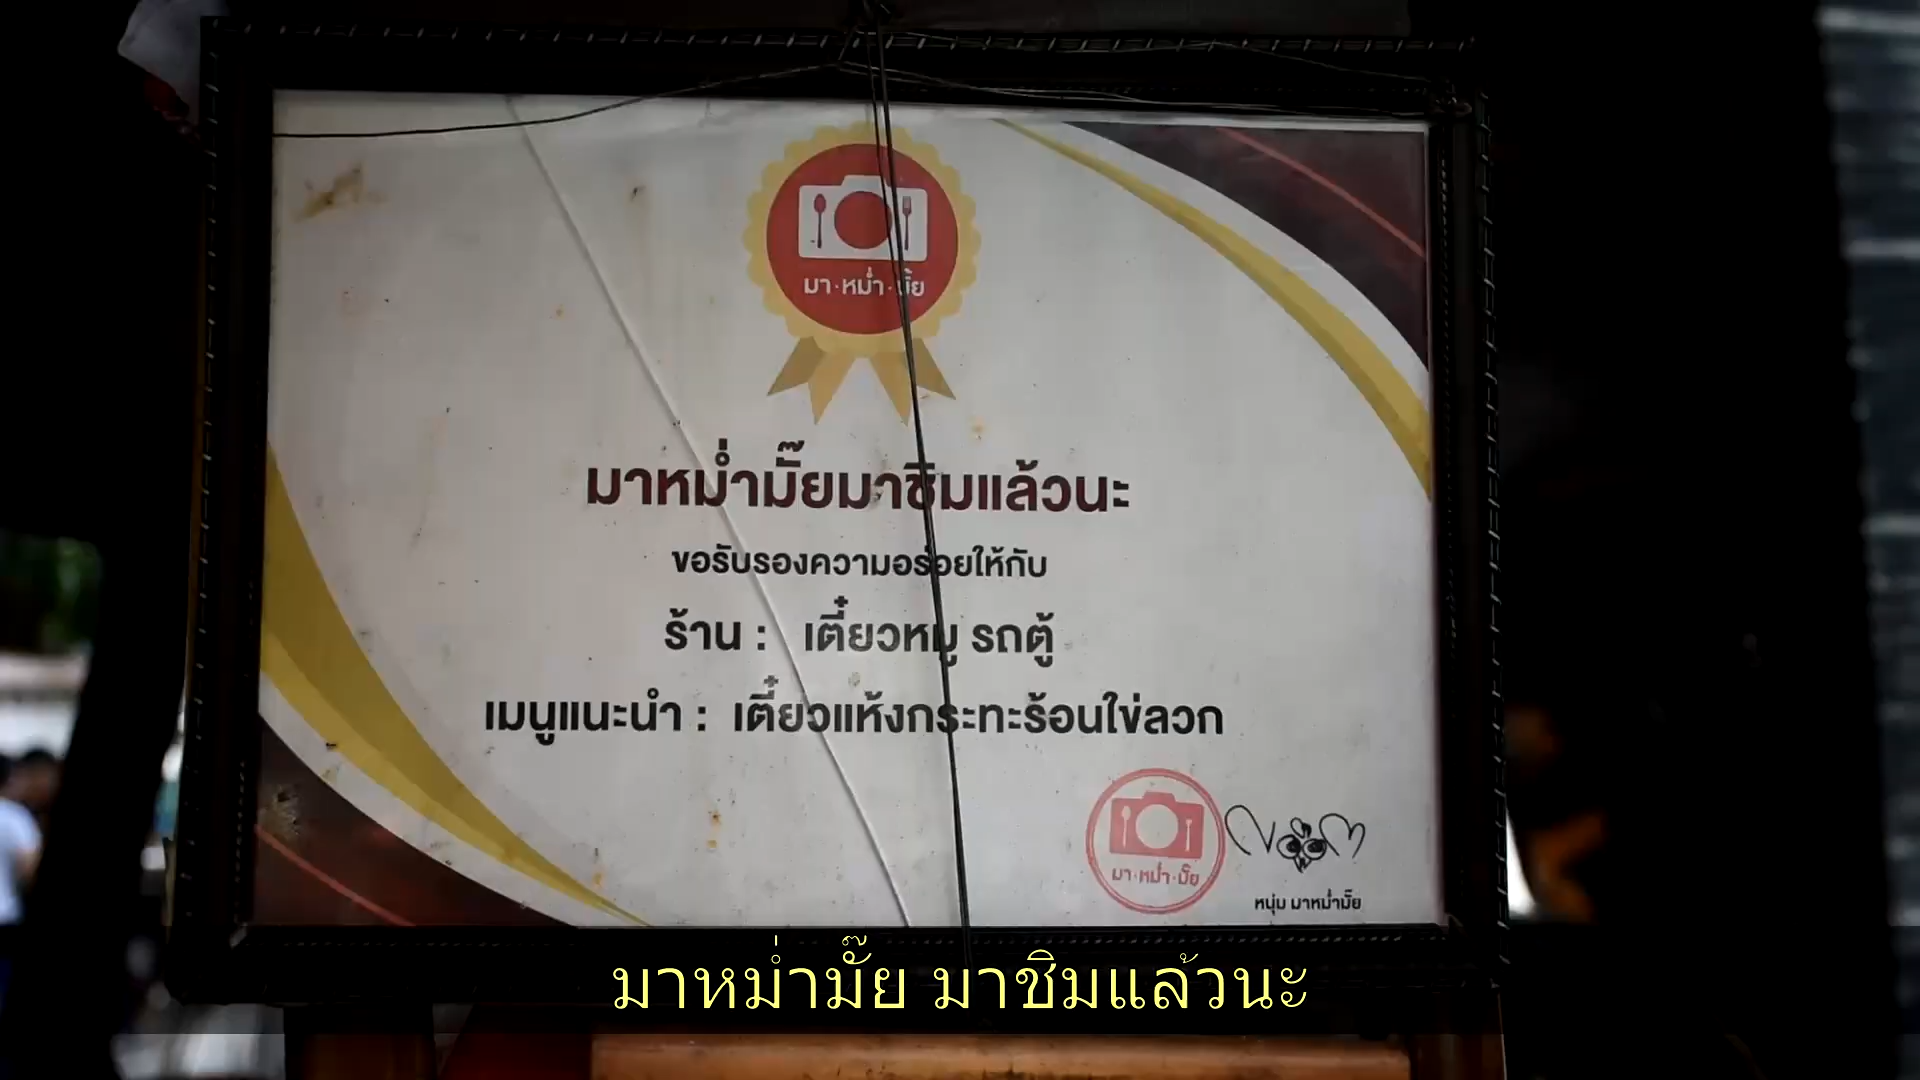 มา·หม่ำ·มั๊ย
มาหม่ำมั๊ยมาชิมแล้วนะ
ขอรับรองความอร่อยให้กับ
ร้าน : เตี๋ยวหมู รถตู้
เมนูแนะนำ : เตี๋ยวแห้งกระทะร้อนใข่ลวก
มา·หม่ำ·มั๊ย
หนุ่ม มาหม่ำมั๊ย
มาหม่ำมั๊ย มาชิมแล้วนะ